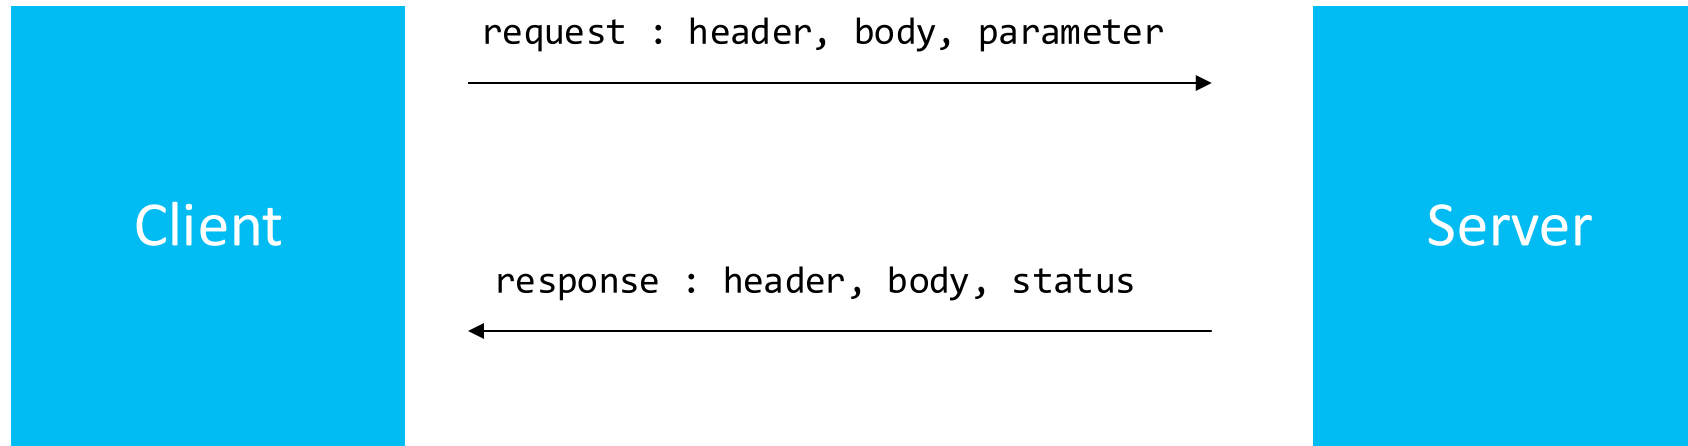 request : header, body, parameter
Client
Server
response : header, body, status